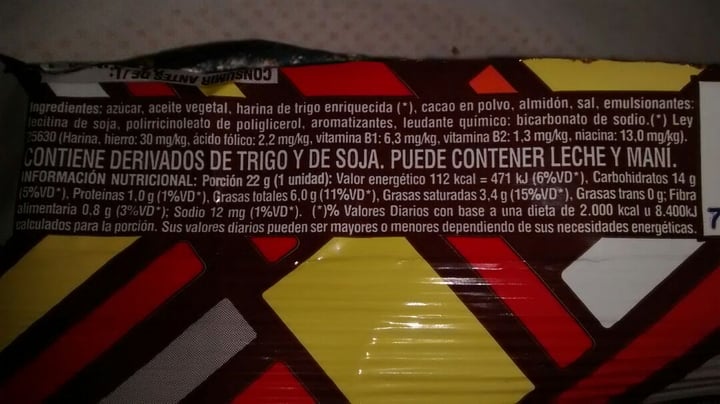 CONSUMIR ANTES DEL:
Ingredientes: azúcar, aceite vegetal, harina de trigo enriquecida (*), cacao en polvo, almidón, sal, emulsionantes:
lecitina de soja, polirricinoleato de poliglicerol, aromatizantes, leudante químico: bicarbonato de sodio.(*) Ley
25630 (Harina, hierro: 30 mg/kg, ácido fólico: 2,2 mg/kg, vitamina B1: 6,3 mg/kg, vitamina B2: 1,3 mg/kg, niacina: 13,0 mg/kg).
CONTIENE DERIVADOS DE TRIGO Y DE SOJA. PUEDE CONTENER LECHE Y MANÍ.
INFORMACIÓN NUTRICIONAL: Porción 22 g (1 unidad): Valor energético 112 kcal = 471 kJ (6%VD*), Carbohidratos 14 g
(5%VD*), Proteínas 1,0 g (1%VD*), Grasas totales 6,0 g (11%VD*), Grasas saturadas 3,4 g (15%VD*), Grasas trans 0 g; Fibra
alimentaria 0,8 g (3%VD*); Sodio 12 mg (1%VD*). (*)% Valores Diarios con base a una dieta de 2.000 kcal u 8.400kJ
calculados para la porción. Sus valores diarios pueden ser mayores o menores dependiendo de sus necesidades energéticas.
7